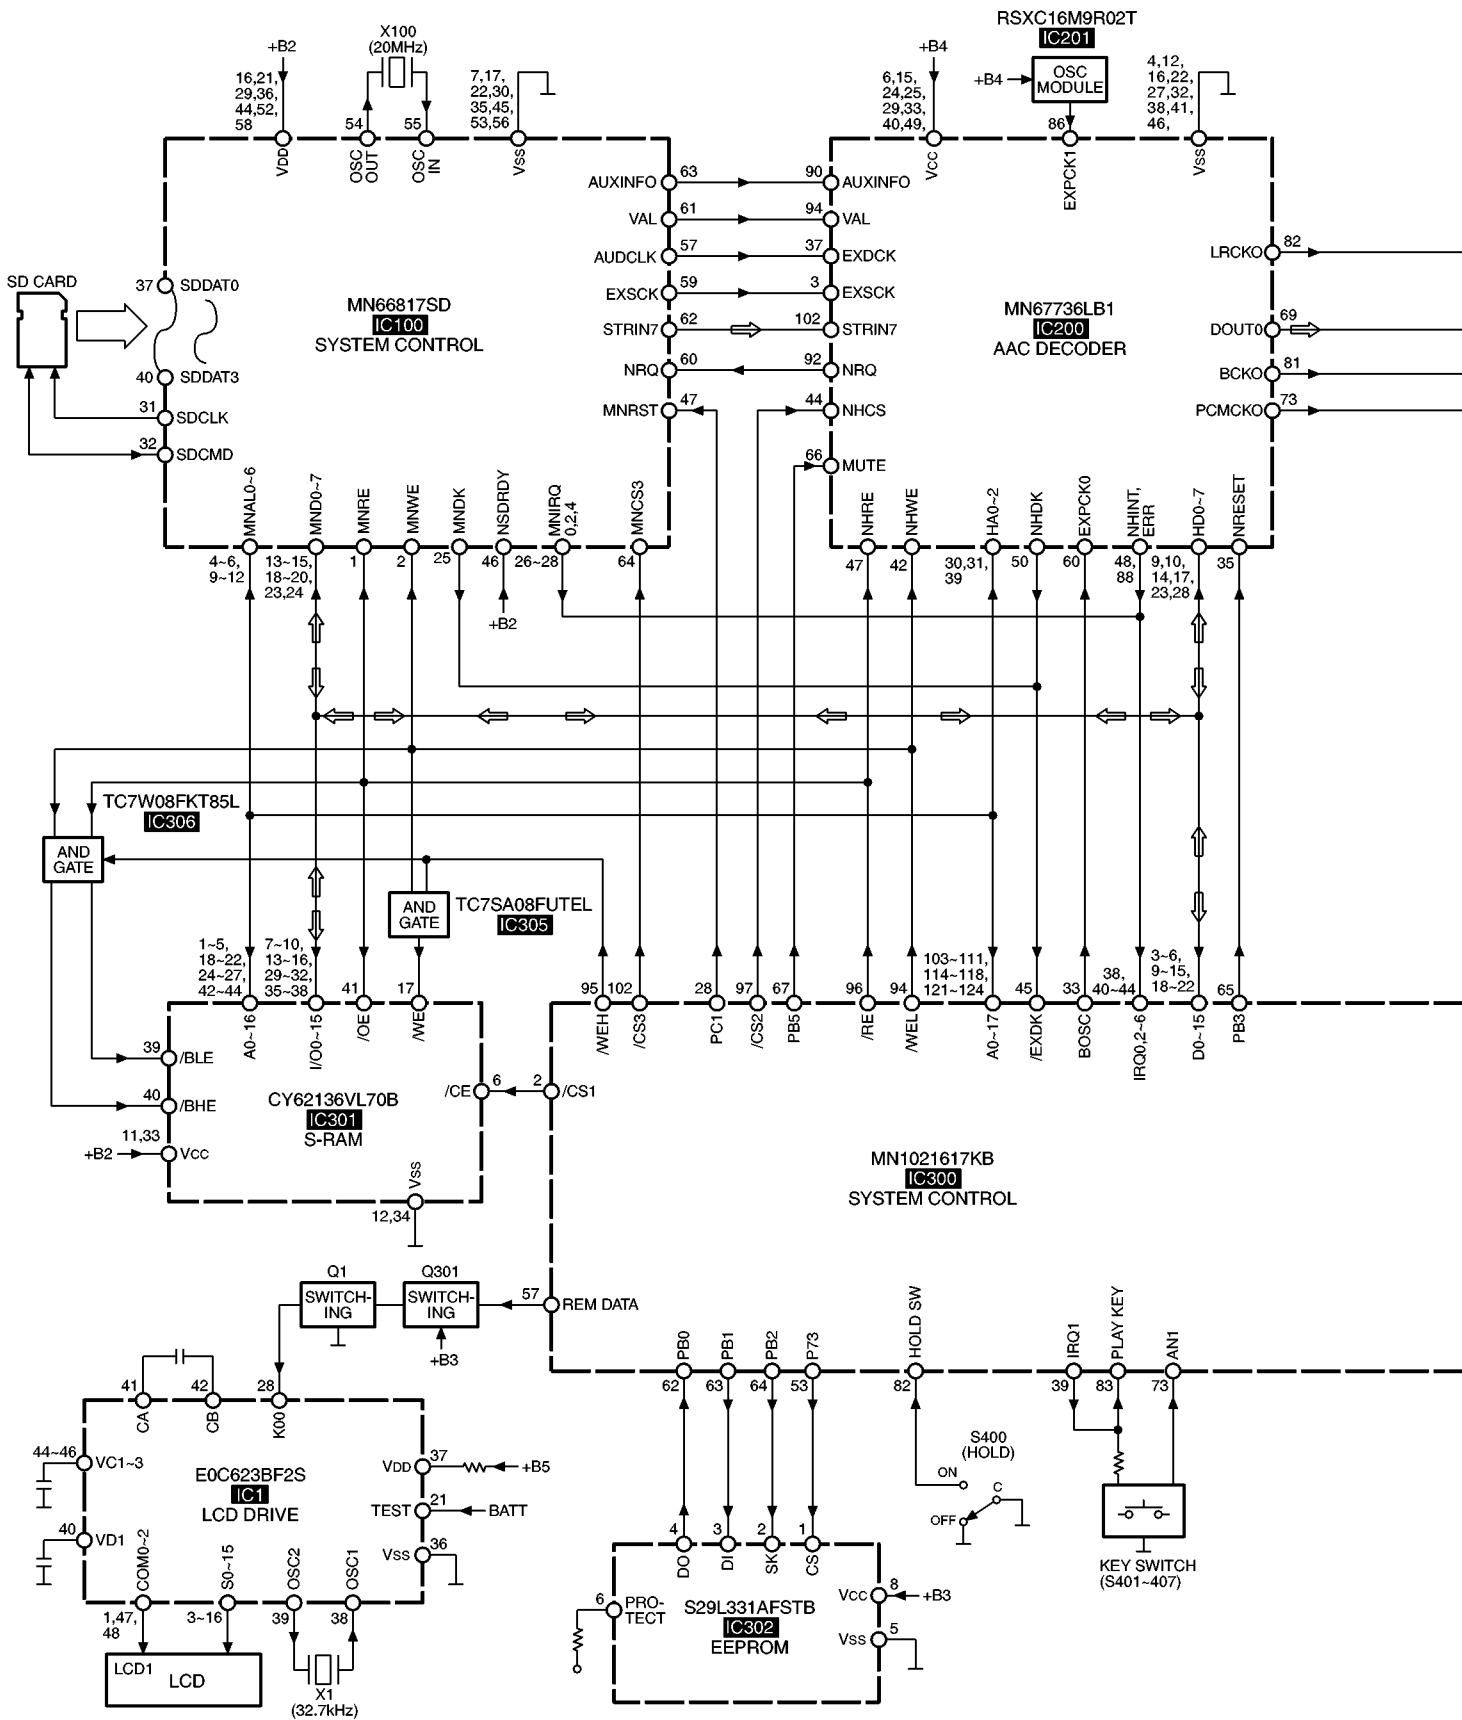 RSXC16M9R02T
IC201
X100
(20MHz)
+B2
+B4
+B4
OSC
MODULE
16,21,
29,36,
44,52,
58
54
55
7,17,
22,30,
35,45,
53,56
6,15,
24,25,
29,33,
40,49,
86
4,12,
16,22,
27,32,
38,41,
46,
VDD
OSC
OUT
OSC
IN
VSS
VCC
EXPCK1
VSS
AUXINFO 63 90 AUXINFO
VAL 61 94 VAL
AUDCLK 57 37 EXDCK
EXSCK 59 3 EXSCK
STRIN7 62 102 STRIN7
NRQ 60 92 NRQ
MNRST 47 44 NHCS
66 MUTE
LRCKO 82
DOUT0 69
BCKO 81
PCMCKO 73
SD CARD
37 SDDAT0
40 SDDAT3
31 SDCLK
32 SDCMD
MN66817SD
IC100
SYSTEM CONTROL
MN67736LB1
IC200
AAC DECODER
MNAL0~6
MND0~7
MNRE
MNWE
MNDK
NSDRDY
MNIRQ
0,2,4
MNCS3
NHRE
NHWE
HA0~2
NHDK
EXPCK0
NHINT,
ERR
HD0~7
NRESET
4~6,
9~12
13~15,
18~20,
23,24
1
2
25
46
26~28
64
47
42
30,31,
39
50
60
48,
88
9,10,
14,17,
23,28
35
+B2
TC7W08FKT85L
IC306
AND
GATE
AND
GATE
TC7SA08FUTEL
IC305
1~5,
18~22,
24~27,
42~44
7~10,
13~16,
29~32,
35~38
41
17
95
102
28
97
67
96
94
103~111,
114~118,
121~124
45
33
38,
40~44
3~6,
9~15,
18~22
65
A0~16
I/O0~15
/OE
/WE
/WEH
/CS3
PC1
/CS2
PB5
/RE
/WEL
A0~17
/EXDK
BOSC
IRQ0,2~6
D0~15
PB3
39 /BLE
40 /BHE
11,33
+B2 VCC
/CE 6 2 /CS1
CY62136VL70B
IC301
S-RAM
VSS
12,34
MN1021617KB
IC300
SYSTEM CONTROL
Q1
SWITCH-
ING
Q301
SWITCH-
ING
+B3
57 REM DATA
PB0
PB1
PB2
P73
HOLD SW
IRQ1
PLAY KEY
AN1
62
63
64
53
82
39
83
73
41
42
28
CA
CB
K00
44~46 VC1~3
40 VD1
E0C623BF2S
IC1
LCD DRIVE
VDD 37 +B5
TEST 21 BATT
VSS 36
COM0~2
S0~15
OSC2
OSC1
1,47,
48
3~16
39
38
LCD1
LCD
X1
(32.7kHz)
S400
(HOLD)
ON
C
OFF
KEY SWITCH
(S401~407)
4
3
2
1
DO
DI
SK
CS
6 PRO-
TECT
S29L331AFSTB
IC302
EEPROM
VCC 8 +B3
VSS 5